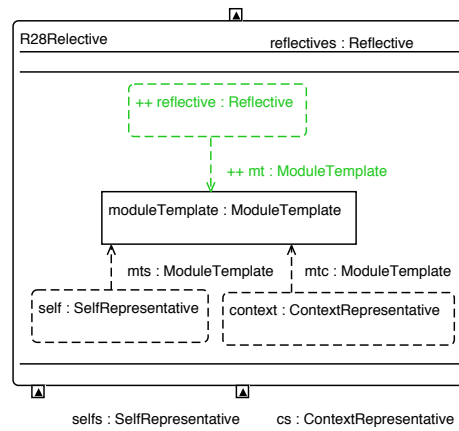 R28Relective
reflectives : Reflective
++ reflective : Reflective
++ mt : ModuleTemplate
moduleTemplate : ModuleTemplate
mts : ModuleTemplate
mtc : ModuleTemplate
self : SelfRepresentative
context : ContextRepresentative
selfs : SelfRepresentative
cs : ContextRepresentative